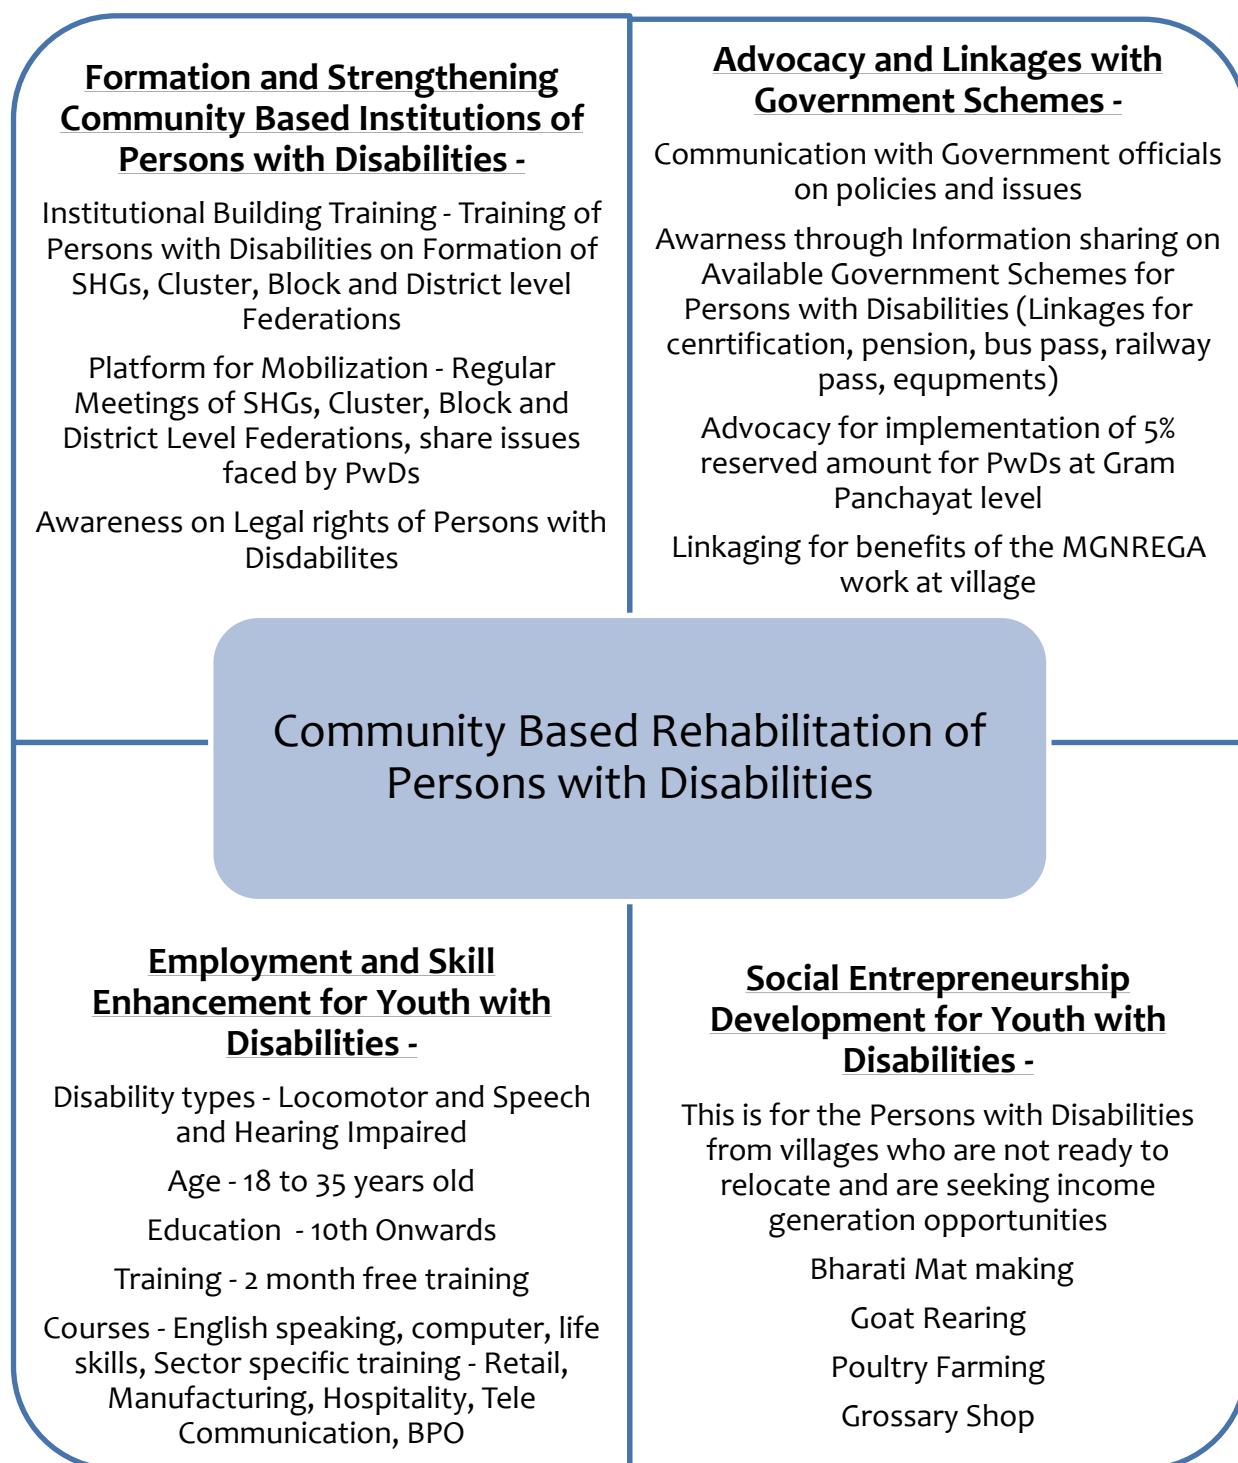 Formation and Strengthening
Community Based Institutions of
Persons with Disabilities -
Institutional Building Training - Training of
Persons with Disabilities on Formation of
SHGs, Cluster, Block and District level
Federations
Platform for Mobilization - Regular
Meetings of SHGs, Cluster, Block and
District Level Federations, share issues
faced by PwDs
Awareness on Legal rights of Persons with
Disdabilites
Advocacy and Linkages with
Government Schemes -
Communication with Government officials
on policies and issues
Awarness through Information sharing on
Available Government Schemes for
Persons with Disabilities (Linkages for
cenrtification, pension, bus pass, railway
pass, equpments)
Advocacy for implementation of 5%
reserved amount for PwDs at Gram
Panchayat level
Linkaging for benefits of the MGNREGA
work at village
Community Based Rehabilitation of
Persons with Disabilities
Employment and Skill
Enhancement for Youth with
Disabilities -
Disability types - Locomotor and Speech
and Hearing Impaired
Age - 18 to 35 years old
Education - 10th Onwards
Training - 2 month free training
Courses - English speaking, computer, life
skills, Sector specific training - Retail,
Manufacturing, Hospitality, Tele
Communication, BPO
Social Entrepreneurship
Development for Youth with
Disabilities -
This is for the Persons with Disabilities
from villages who are not ready to
relocate and are seeking income
generation opportunities
Bharati Mat making
Goat Rearing
Poultry Farming
Grossary Shop